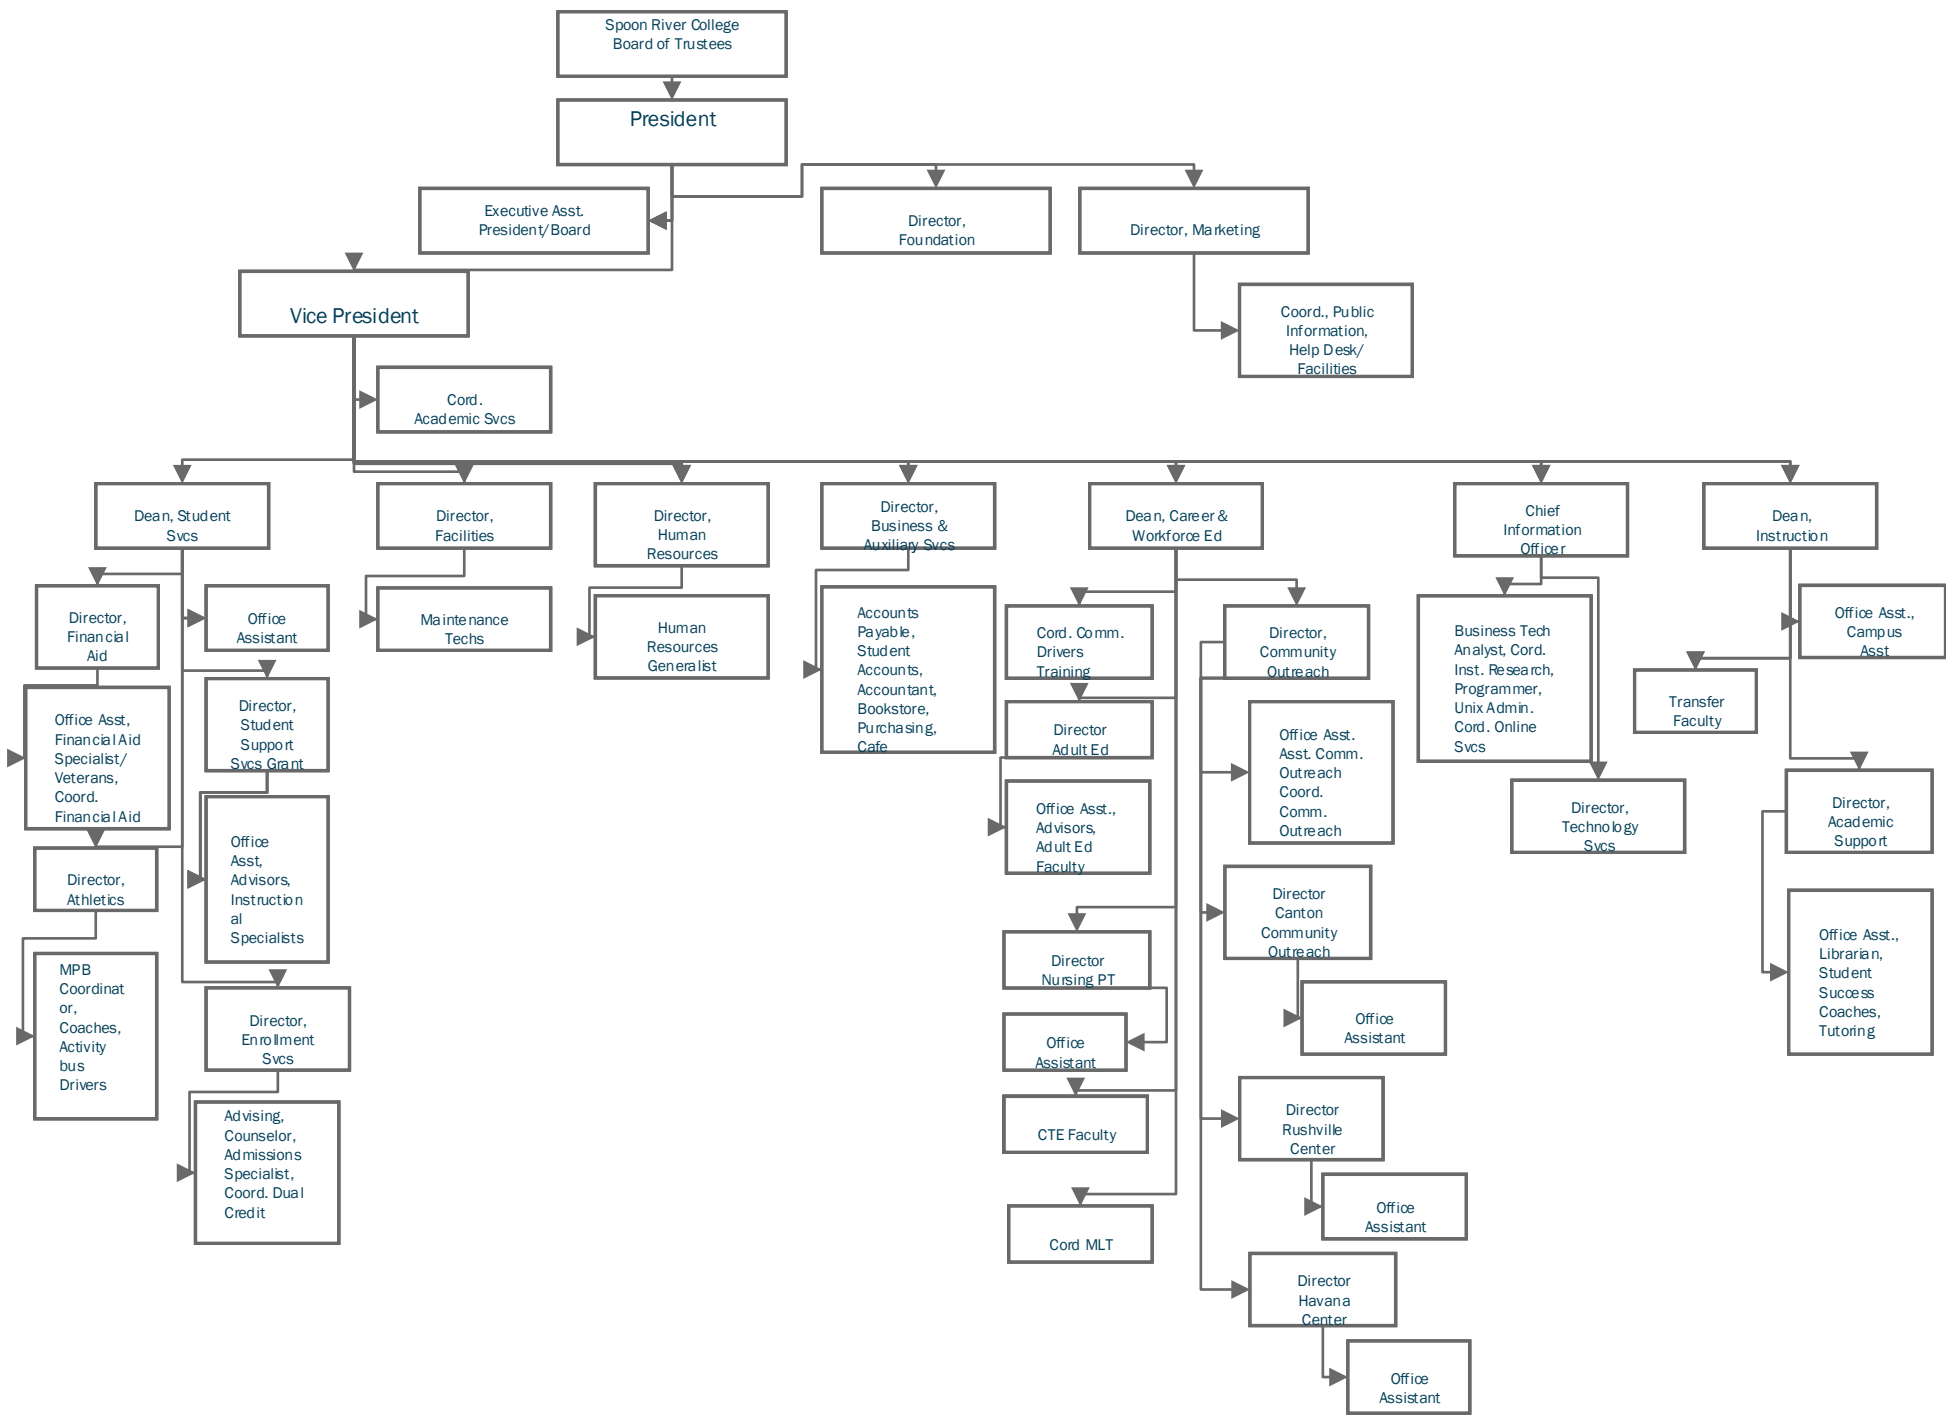 Spoon River College
Board of Trustees
President
Executive Asst.
President/Board
Director,
Foundation
Director, Marketing
Vice President
Coord., Public
Information,
Help Desk/
Facilities
Cord.
Academic Svcs
Dean, Student
Svcs
Director,
Facilities
Director,
Human
Resources
Director,
Business &
Auxiliary Svcs
Dean, Career &
Workforce Ed
Chief
Information
Officer
Dean,
Instruction
Director,
Financial
Aid
Office
Assistant
Maintenance
Techs
Human
Resources
Generalist
Accounts
Payable,
Student
Accounts,
Accountant,
Bookstore,
Purchasing,
Cafe
Cord. Comm.
Drivers
Training
Director,
Community
Outreach
Business Tech
Analyst, Cord.
Inst. Research,
Programmer,
Unix Admin.
Cord. Online
Svcs
Office Asst.,
Campus
Asst
Transfer
Faculty
Office Asst,
Financial Aid
Specialist/
Veterans,
Coord.
Financial Aid
Director,
Student
Support
Svcs Grant
Director
Adult Ed
Office Asst.
Asst. Comm.
Outreach
Coord.
Comm.
Outreach
Director,
Technology
Svcs
Director,
Academic
Support
Office Asst.,
Advisors,
Adult Ed
Faculty
Director,
Athletics
Office
Asst,
Advisors,
Instruction
al
Specialists
Director
Canton
Community
Outreach
Director
Nursing PT
Office Asst.,
Librarian,
Student
Success
Coaches,
Tutoring
MPB
Coordinat
or,
Coaches,
Activity
bus
Drivers
Director,
Enrollment
Svcs
Office
Assistant
Office
Assistant
CTE Faculty
Director
Rushville
Center
Advising,
Counselor,
Admissions
Specialist,
Coord. Dual
Credit
Office
Assistant
Cord MLT
Director
Havana
Center
Office
Assistant